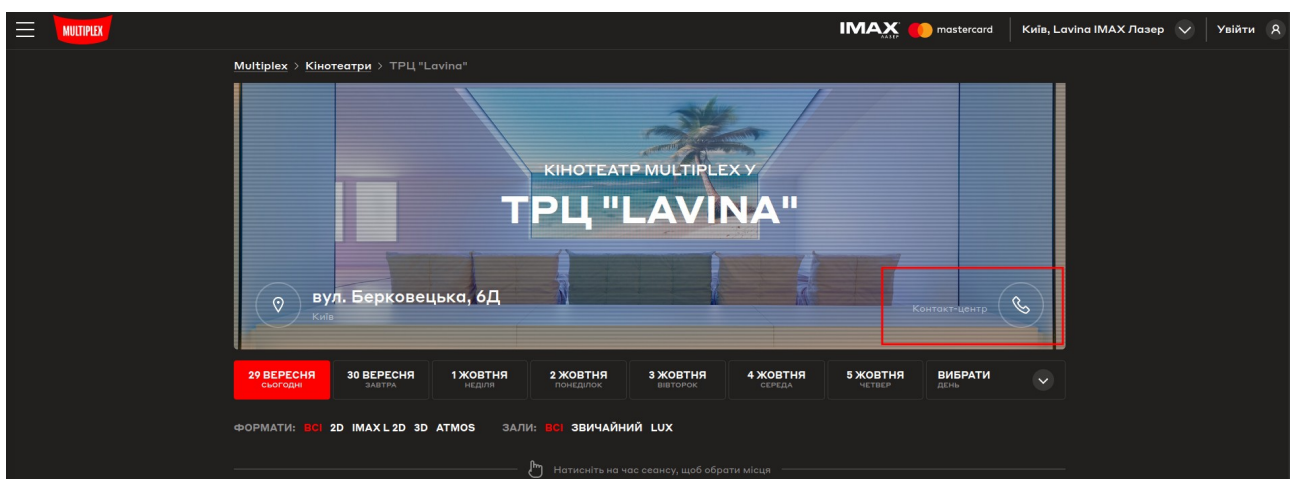 MULTIPLEX
IMAX ЛАЗЕР mastercard Київ, Lavina IMAX Лазер Увійти
Multiplex > Кінотеатри > ТРЦ "Lavina"
КІНОТЕАТР MULTIPLEX У
ТРЦ "LAVINA"
вул. Берковецька, 6Д
Київ
Контакт-центр
29 ВЕРЕСНЯ 30 ВЕРЕСНЯ 1 ЖОВТНЯ 2 ЖОВТНЯ 3 ЖОВТНЯ 4 ЖОВТНЯ 5 ЖОВТНЯ ВИБРАТИ
СЬОГОДНІ ЗАВТРА НЕДІЛЯ ПОНЕДІЛОК ВІВТОРОК СЕРЕДА ЧЕТВЕР ДЕНЬ
ФОРМАТИ: ВСІ 2D IMAX L 2D 3D ATMOS ЗАЛИ: ВСІ ЗВИЧАЙНИЙ LUX
Натисніть на час сеансу, щоб обрати місця